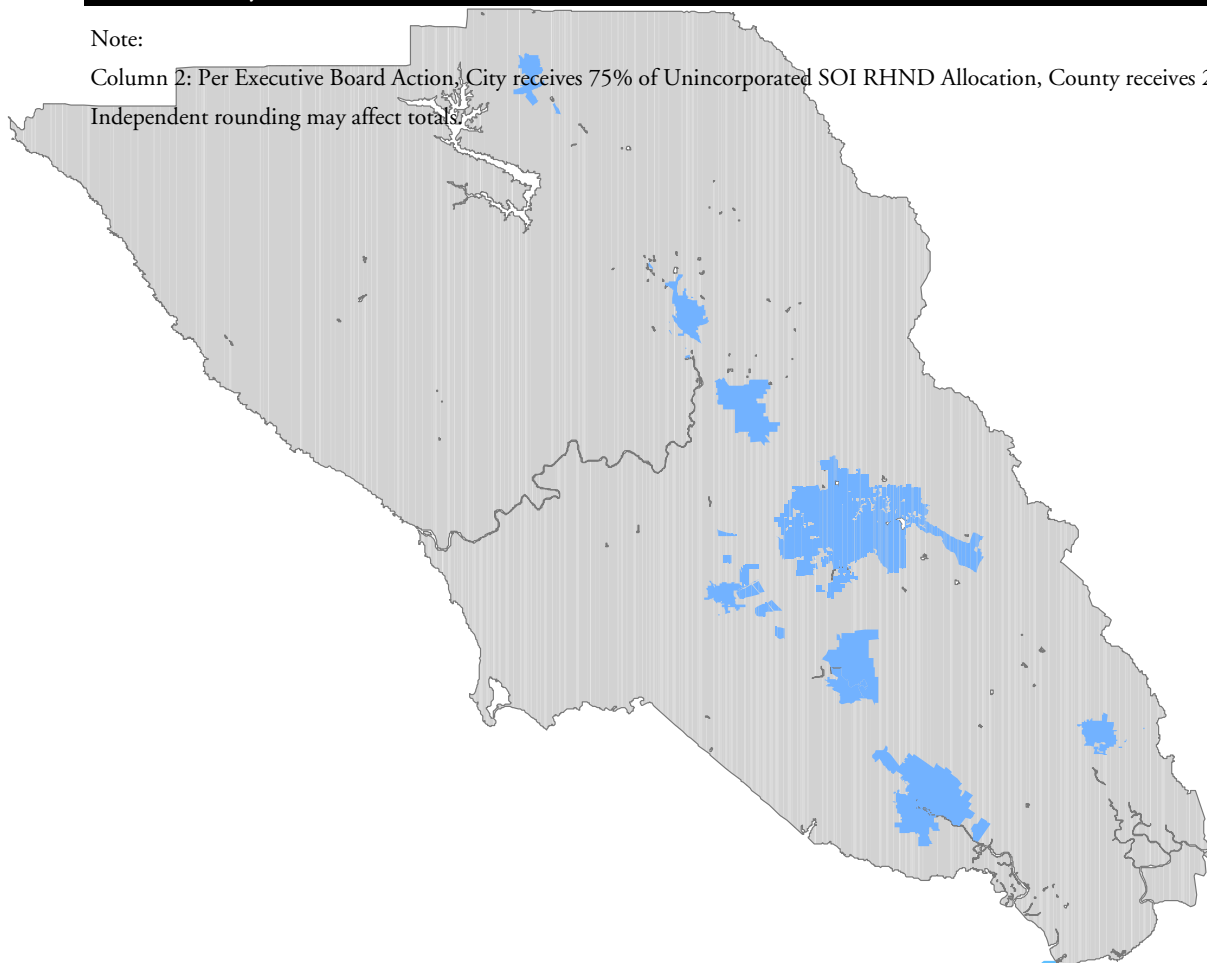 Note:
Column 2: Per Executive Board Action, City receives 75% of Unincorporated SOI RHND Allocation, County receives 2
Independent rounding may affect totals.